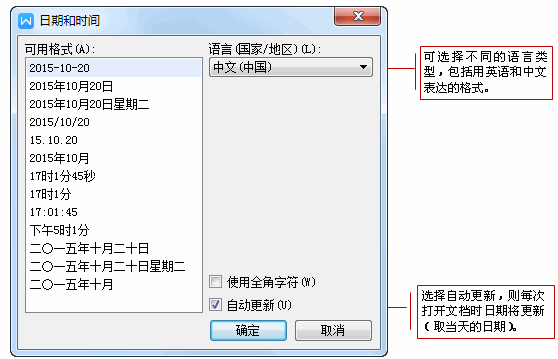 日期和时间
可用格式(A):
2015-10-20
2015年10月20日
2015年10月20日星期二
2015/10/20
15.10.20
2015年10月
17时1分45秒
17时1分
17:01:45
下午5时1分
二〇一五年十月二十日
二〇一五年十月二十日星期二
二〇一五年十月
语言(国家/地区)(L):
中文(中国)
使用全角字符(W)
自动更新(U)
确定
取消
可选择不同的语言类
型，包括用英语和中文
表达的格式。
选择自动更新，则每次
打开文档时日期将更新
（取当天的日期）。